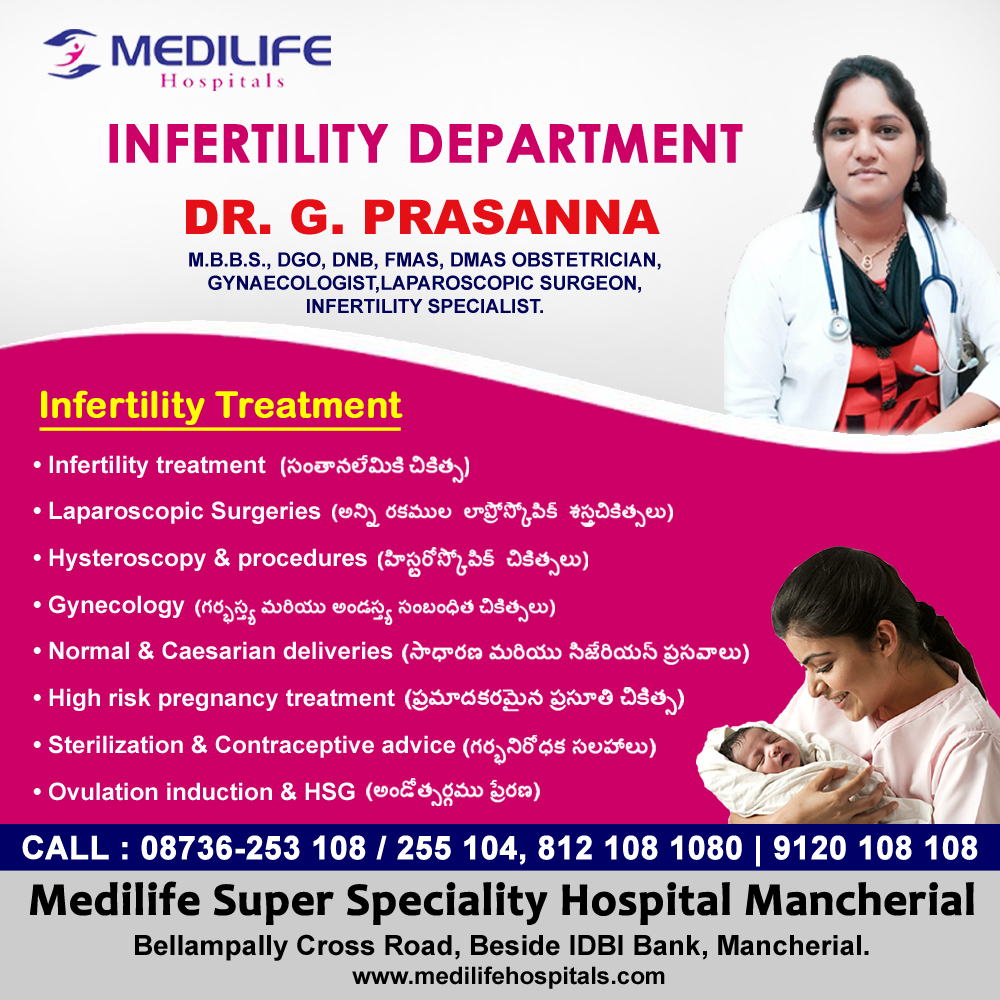 MEDILIFE
Hospitals
INFERTILITY DEPARTMENT
DR. G. PRASANNA
M.B.B.S., DGO, DNB, FMAS, DMAS OBSTETRICIAN,
GYNAECOLOGIST,LAPAROSCOPIC SURGEON,
INFERTILITY SPECIALIST.
Infertility Treatment
• Infertility treatment (సంతానలేమికి చికిత్స)
• Laparoscopic Surgeries (అన్ని రకముల లాప్రోస్కోపిక్ శస్త్రచికిత్సలు)
• Hysteroscopy & procedures (హిస్టరోస్కోపిక్ చికిత్సలు)
• Gynecology (గర్భస్త్య మరియు అండస్త్య సంబంధిత చికిత్సలు)
• Normal & Caesarian deliveries (సాధారణ మరియు సిజేరియస్ ప్రసవాలు)
• High risk pregnancy treatment (ప్రమాదకరమైన ప్రసూతి చికిత్స)
• Sterilization & Contraceptive advice (గర్భనిరోధక సలహాలు)
• Ovulation induction & HSG (అండోత్సర్గము ప్రేరణ)
CALL : 08736-253 108 / 255 104, 812 108 1080 | 9120 108 108
Medilife Super Speciality Hospital Mancherial
Bellampally Cross Road, Beside IDBI Bank, Mancherial.
www.medilifehospitals.com